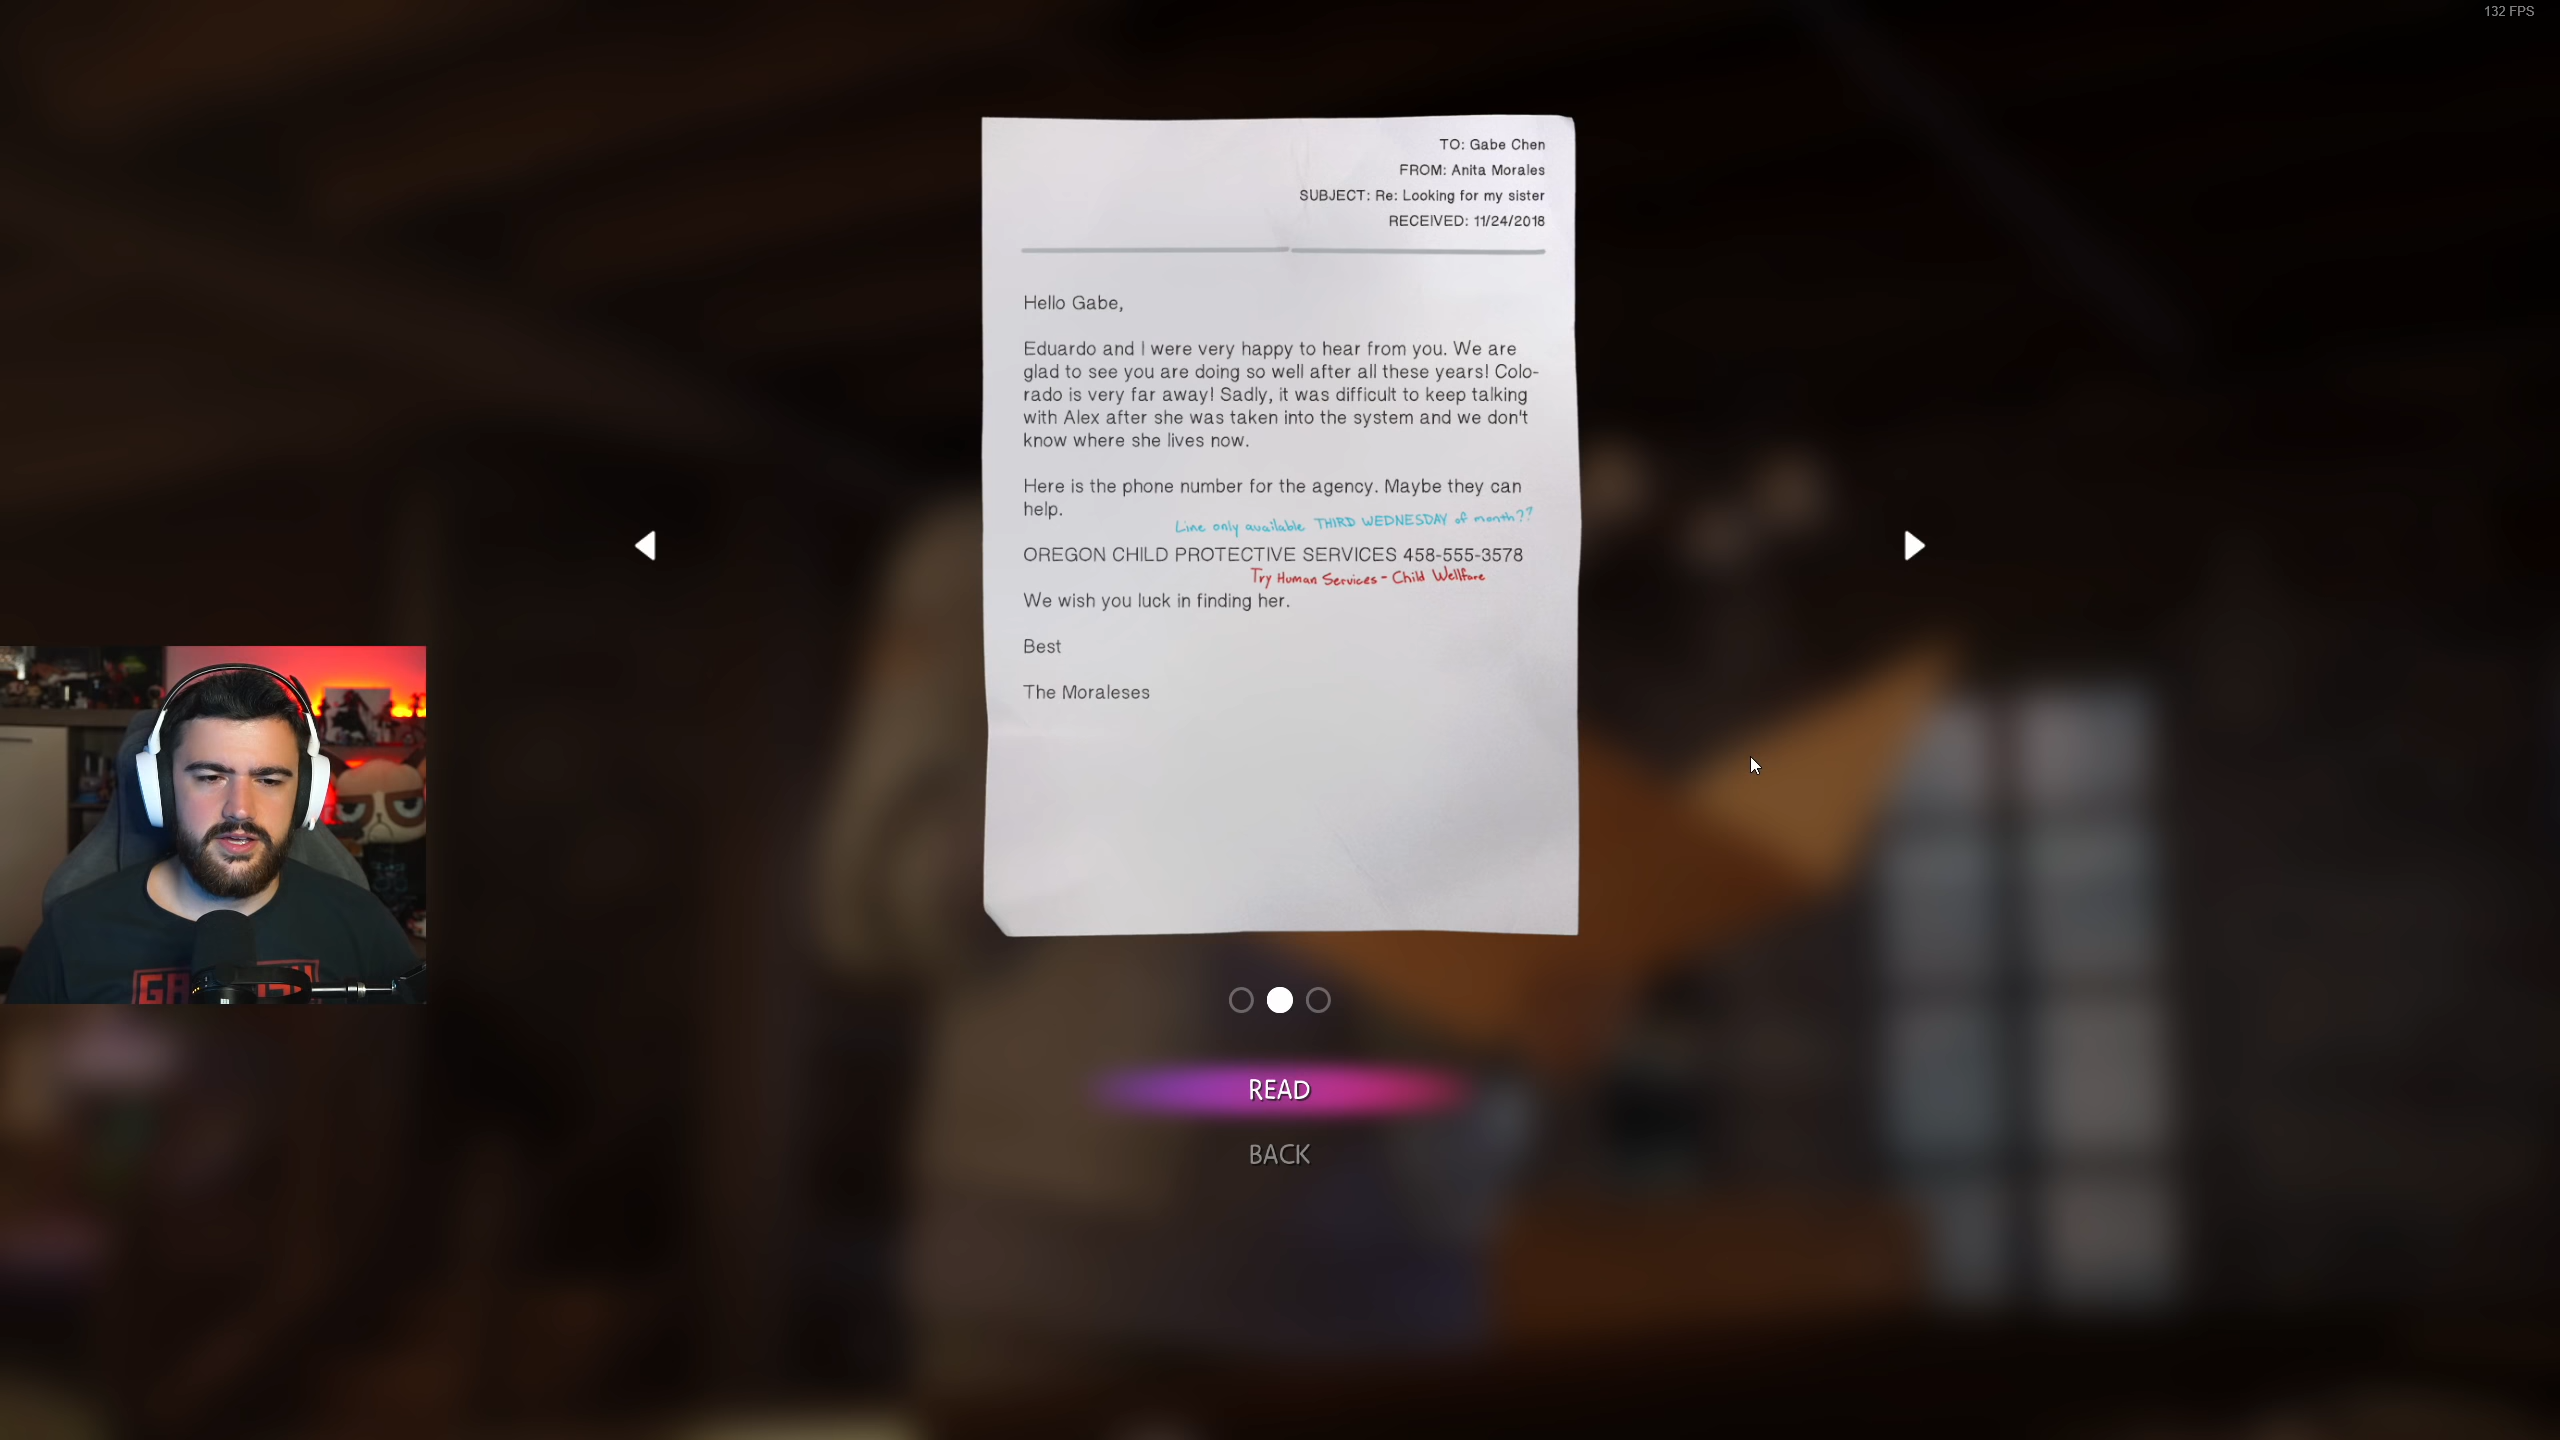 132 FPS
TO: Gabe Chen
FROM: Anita Morales
SUBJECT: Re: Looking for my sister
RECEIVED: 11/24/2018
Hello Gabe,
Eduardo and I were very happy to hear from you. We are
glad to see you are doing so well after all these years! Colo-
rado is very far away! Sadly, it was difficult to keep talking
with Alex after she was taken into the system and we don't
know where she lives now.
Here is the phone number for the agency. Maybe they can
help.
Line only available THIRD WEDNESDAY of month??
OREGON CHILD PROTECTIVE SERVICES 458-555-3578
Try Human Services - Child Wellfare
We wish you luck in finding her.
Best
The Moraleses
READ
BACK